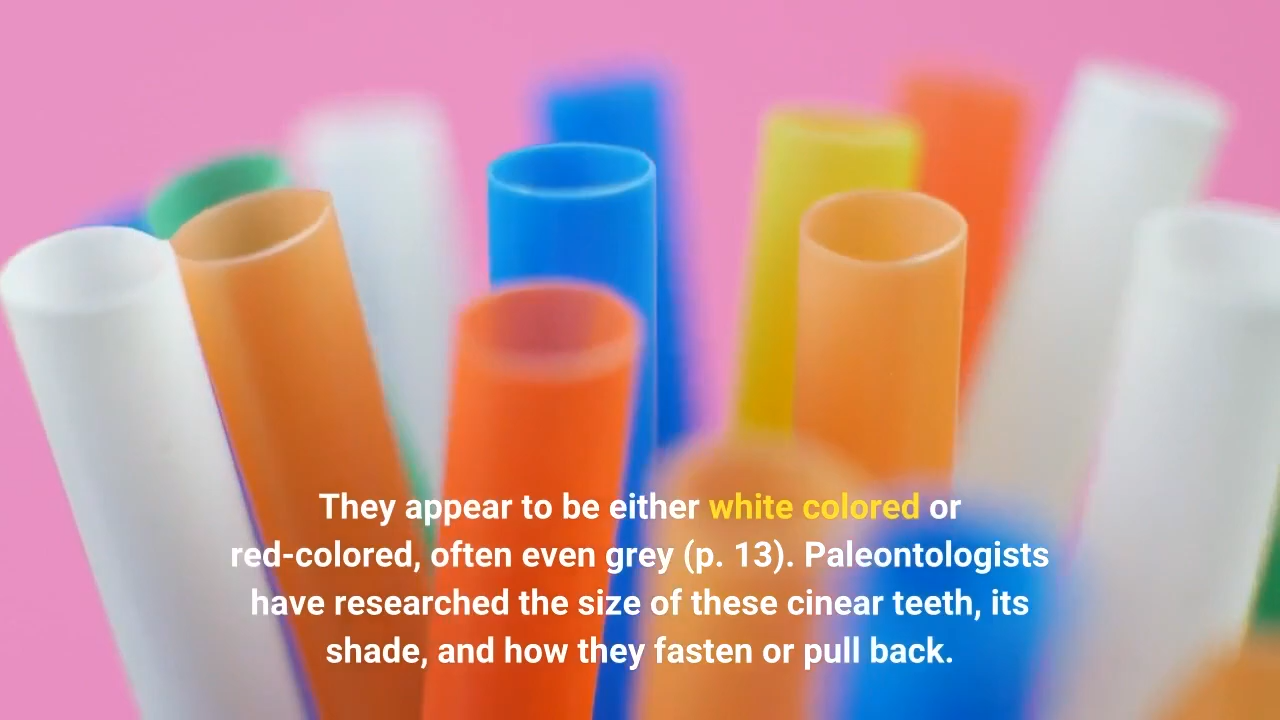 They appear to be either white colored or
red-colored, often even grey (p. 13). Paleontologists
have researched the size of these cinear teeth, its
shade, and how they fasten or pull back.